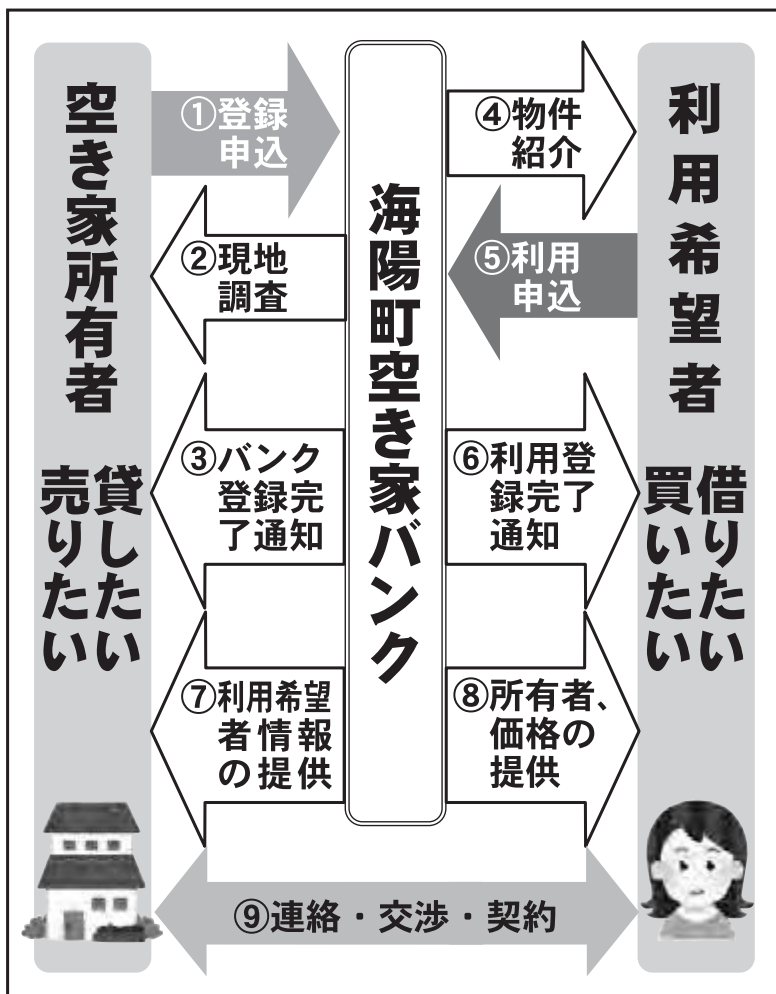 空き家所有者
貸したい
売りたい
①登録
申込
②現地
調査
③バンク
登録完
了通知
⑦利用希望
者情報
の提供
海陽町空き家バンク
④物件
紹介
⑤利用
申込
⑥利用登
録完了
通知
⑧所有者、
価格の
提供
利用希望者
借りたい
買いたい
⑨連絡・交渉・契約